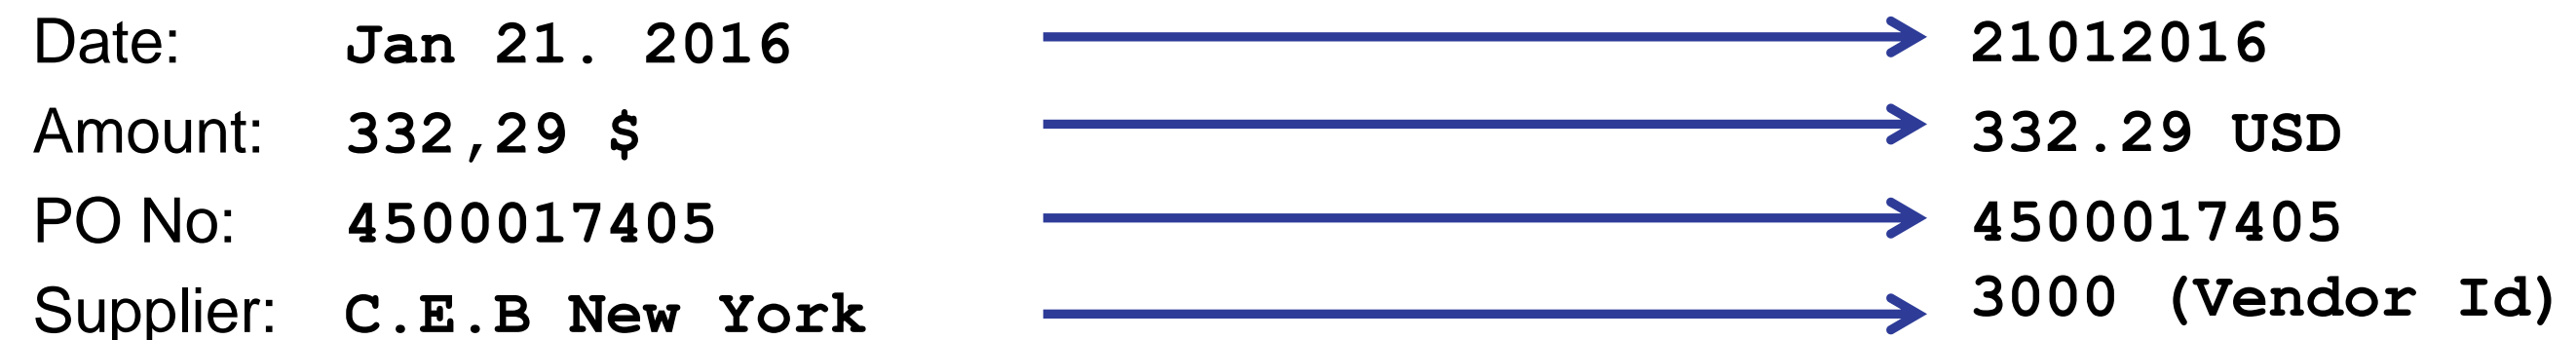 Date: Jan 21. 2016 21012016
Amount: 332,29 $ 332.29 USD
PO No: 4500017405 4500017405
Supplier: C.E.B New York 3000 (Vendor Id)